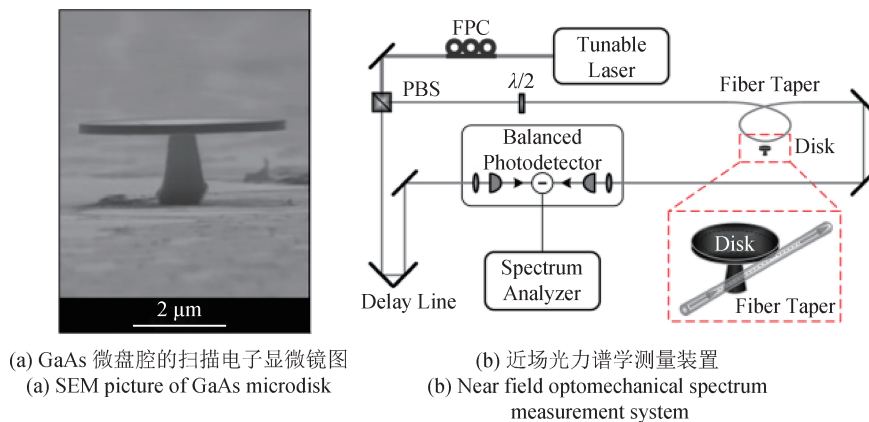 2 μm
(a) GaAs 微盘腔的扫描电子显微镜图
(a) SEM picture of GaAs microdisk
FPC
Tunable
Laser
PBS
λ/2
Fiber Taper
Balanced
Photodetector
Disk
−
Spectrum
Analyzer
Delay Line
Disk
Fiber Taper
(b) 近场光力谱学测量装置
(b) Near field optomechanical spectrum
measurement system